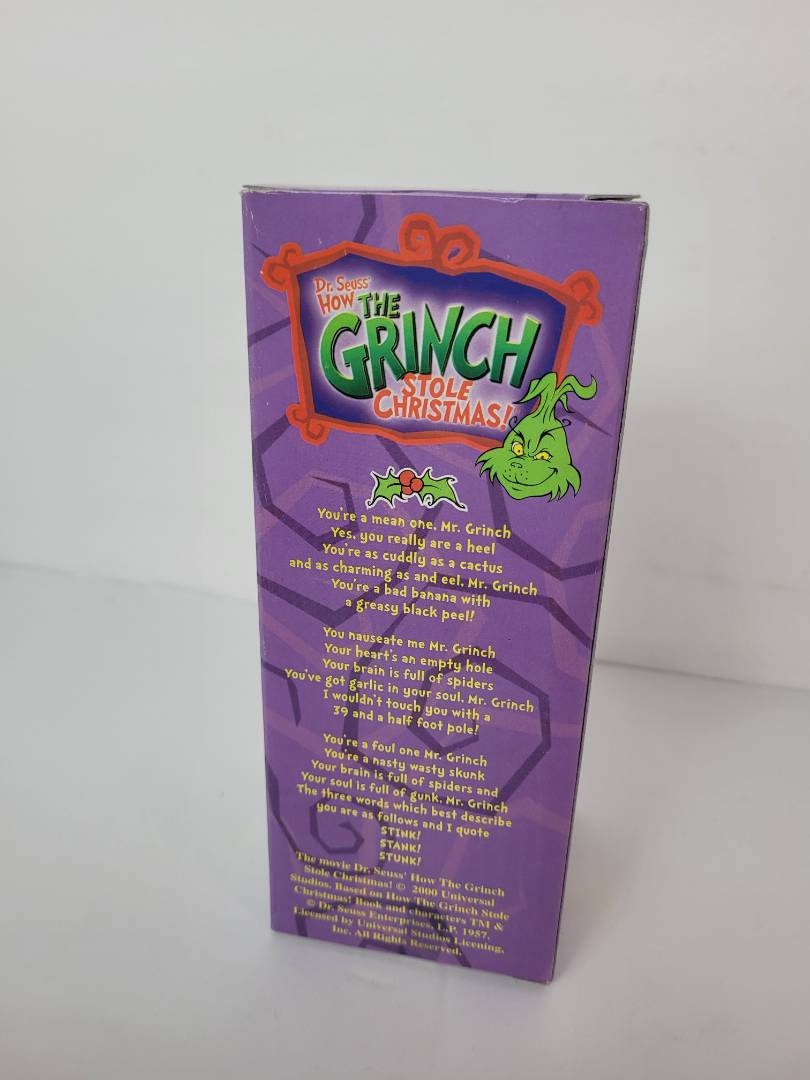 Dr. Seuss'
HOW THE
GRINCH
STOLE
CHRISTMAS!
You're a mean one, Mr. Grinch
Yes, you really are a heel
You're as cuddly as a cactus
and as charming as and eel, Mr. Grinch
You're a bad banana with
a greasy black peel!
You nauseate me Mr. Grinch
Your heart's an empty hole
Your brain is full of spiders
You've got garlic in your soul, Mr. Grinch
I wouldn't touch you with a
39 and a half foot pole!
You're a foul one Mr. Grinch
You're a nasty wasty skunk
Your brain is full of spiders and
Your soul is full of gunk, Mr. Grinch
The three words which best describe
you are as follows and I quote
STINK!
STANK!
STUNK!
The movie Dr. Seuss' How The Grinch
Stole Christmas! © 2000 Universal
Studios. Based on How The Grinch Stole
Christmas! Book and characters TM &
© Dr. Seuss Enterprises, L.P. 1957.
Licensed by Universal Studios Licening,
Inc. All Rights Reserved.